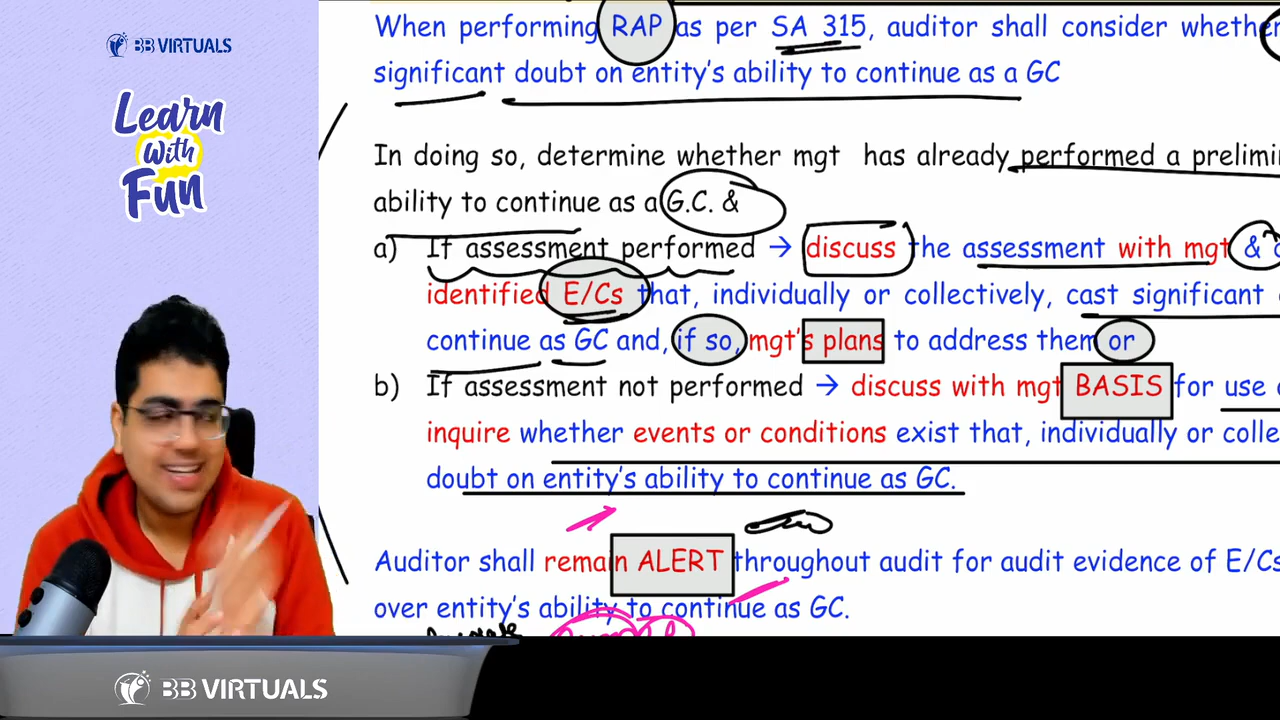 BB VIRTUALS
Learn
With
Fun
When performing RAP as per SA 315, auditor shall consider whether
significant doubt on entity's ability to continue as a GC
In doing so, determine whether mgt has already performed a
ability to continue as a G.C. &
a) If assessment performed → discuss the assessment with mgt &
identified E/Cs that, individually or collectively, cast significant
continue as GC and, if so, mgt's plans to address them or
b) If assessment not performed → discuss with mgt BASIS for use
inquire whether events or conditions exist that, individually or
doubt on entity's ability to continue as GC.
Auditor shall remain ALERT throughout audit for audit evidence of E/Cs
over entity's ability to continue as GC.
BB VIRTUALS